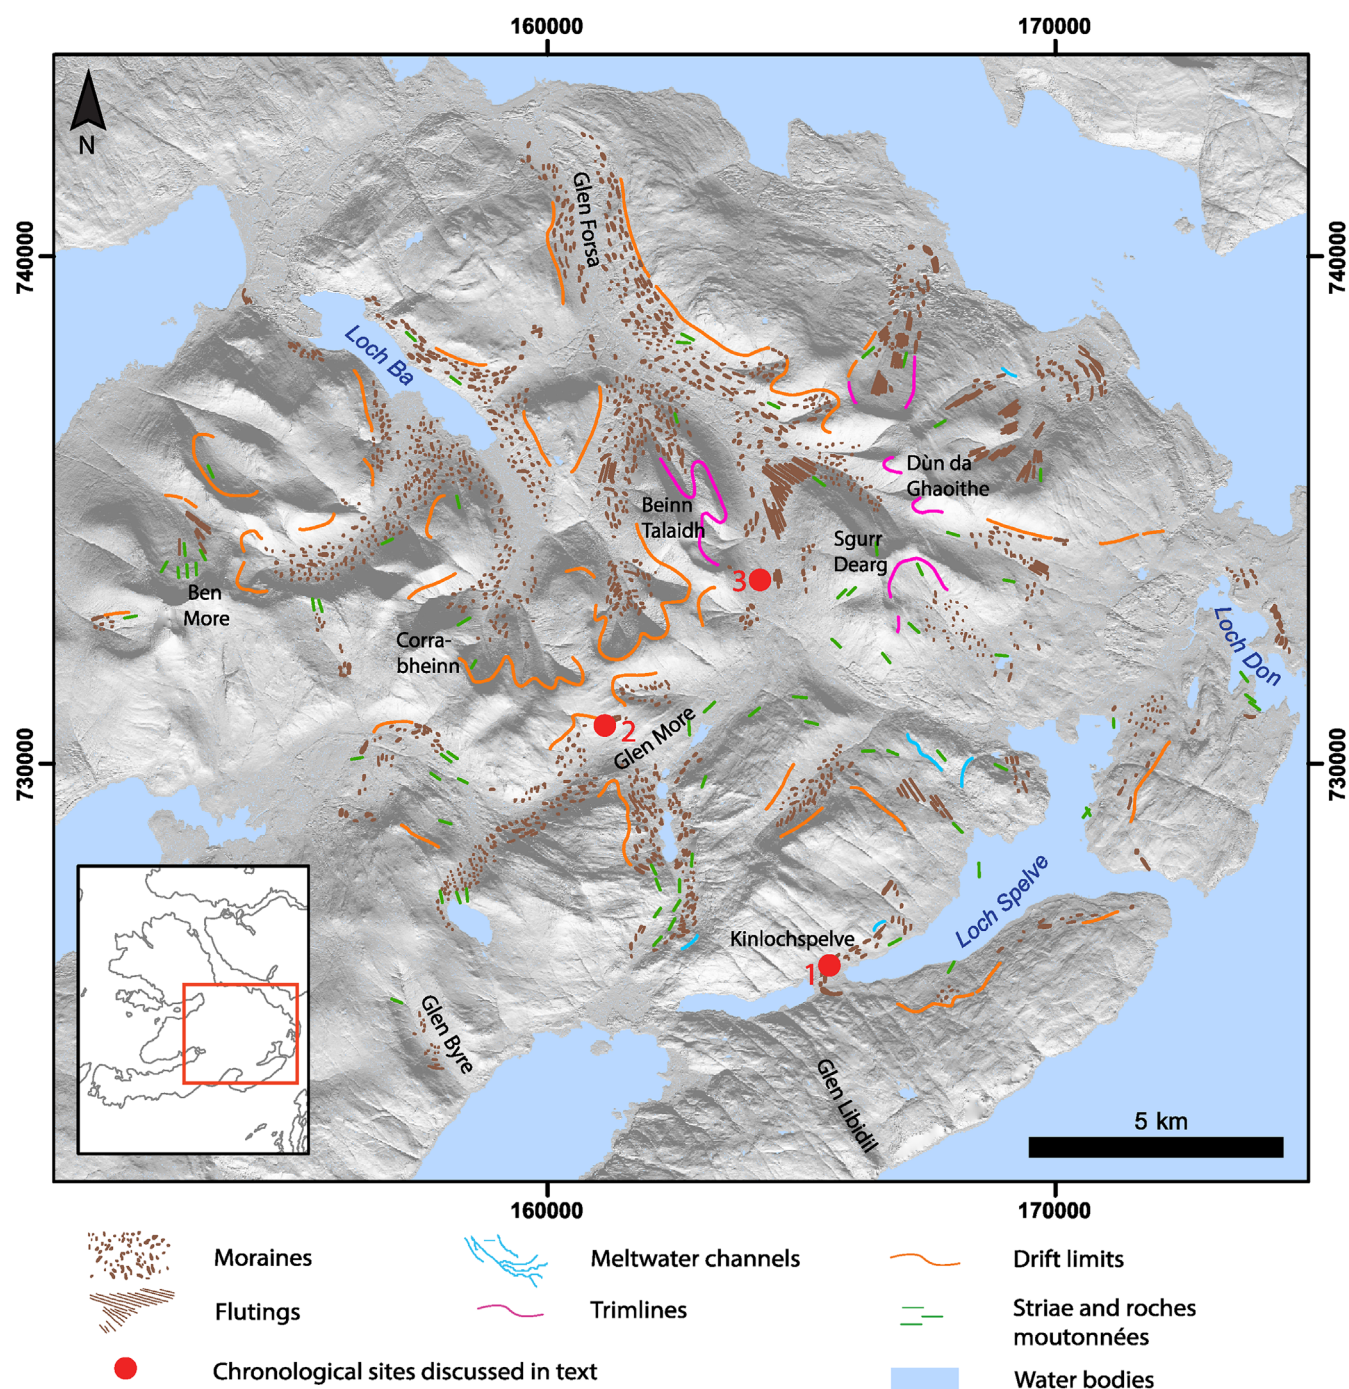 160000
170000
N
Glen Forsa
740000
740000
Loch Ba
Dùn da
Ghaoithe
Beinn
Talaidh
Sgurr
Dearg
3
Ben
More
Corra-
bheinn
Loch Don
2
Glen More
730000
730000
Loch Spelve
Kinlochspelve
1
Glen Byre
Glen Libidil
5 km
160000
170000
Moraines
Meltwater channels
Drift limits
Flutings
Trimlines
Striae and roches
moutonnées
Chronological sites discussed in text
Water bodies